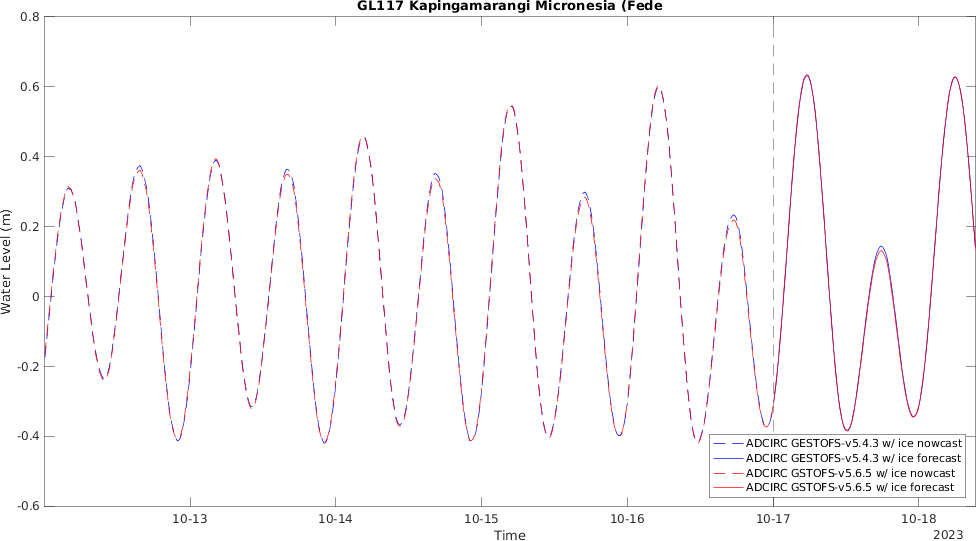 GL117 Kapingamarangi Micronesia (Fede
0.8
0.6
0.4
0.2
0
-0.2
-0.4
-0.6
Water Level (m)
10-13
10-14
10-15
10-16
10-17
10-18
Time
2023
ADCIRC GESTOFS-v5.4.3 w/ ice nowcast
ADCIRC GESTOFS-v5.4.3 w/ ice forecast
ADCIRC GSTOFS-v5.6.5 w/ ice nowcast
ADCIRC GSTOFS-v5.6.5 w/ ice forecast